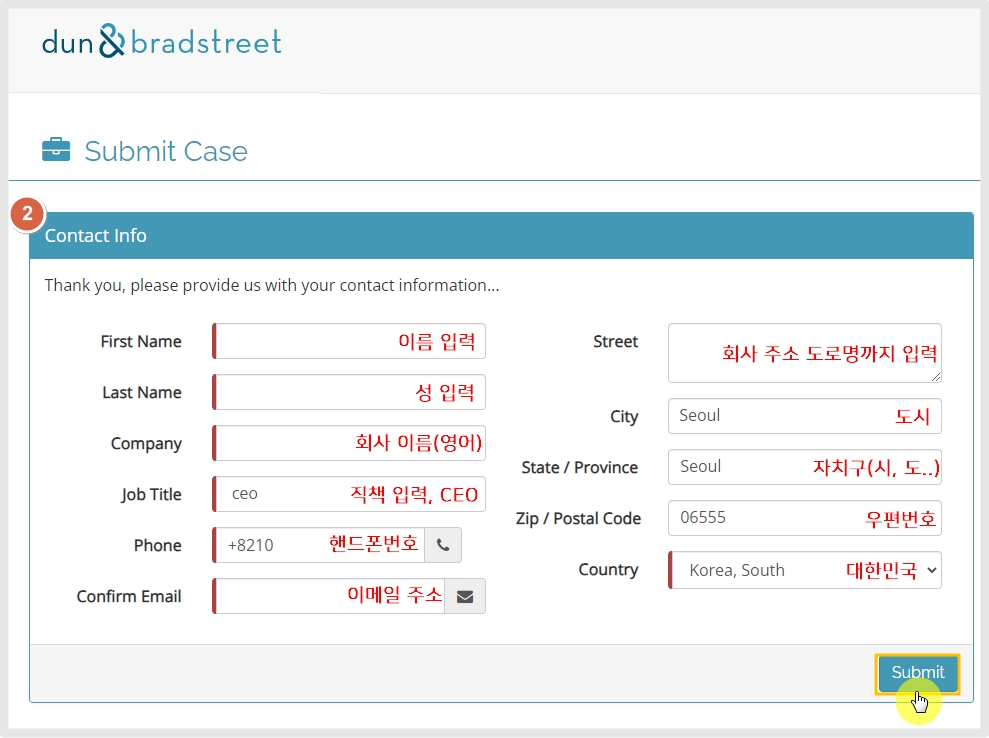 dun & bradstreet
Submit Case
2
Contact Info
Thank you, please provide us with your contact information...
First Name 이름 입력
Last Name 성 입력
Company 회사 이름(영어)
Job Title ceo 직책 입력, CEO
Phone +8210 핸드폰번호
Confirm Email 이메일 주소
Street 회사 주소 도로명까지 입력
City Seoul 도시
State / Province Seoul 자치구(시, 도..)
Zip / Postal Code 06555 우편번호
Country Korea, South 대한민국
Submit